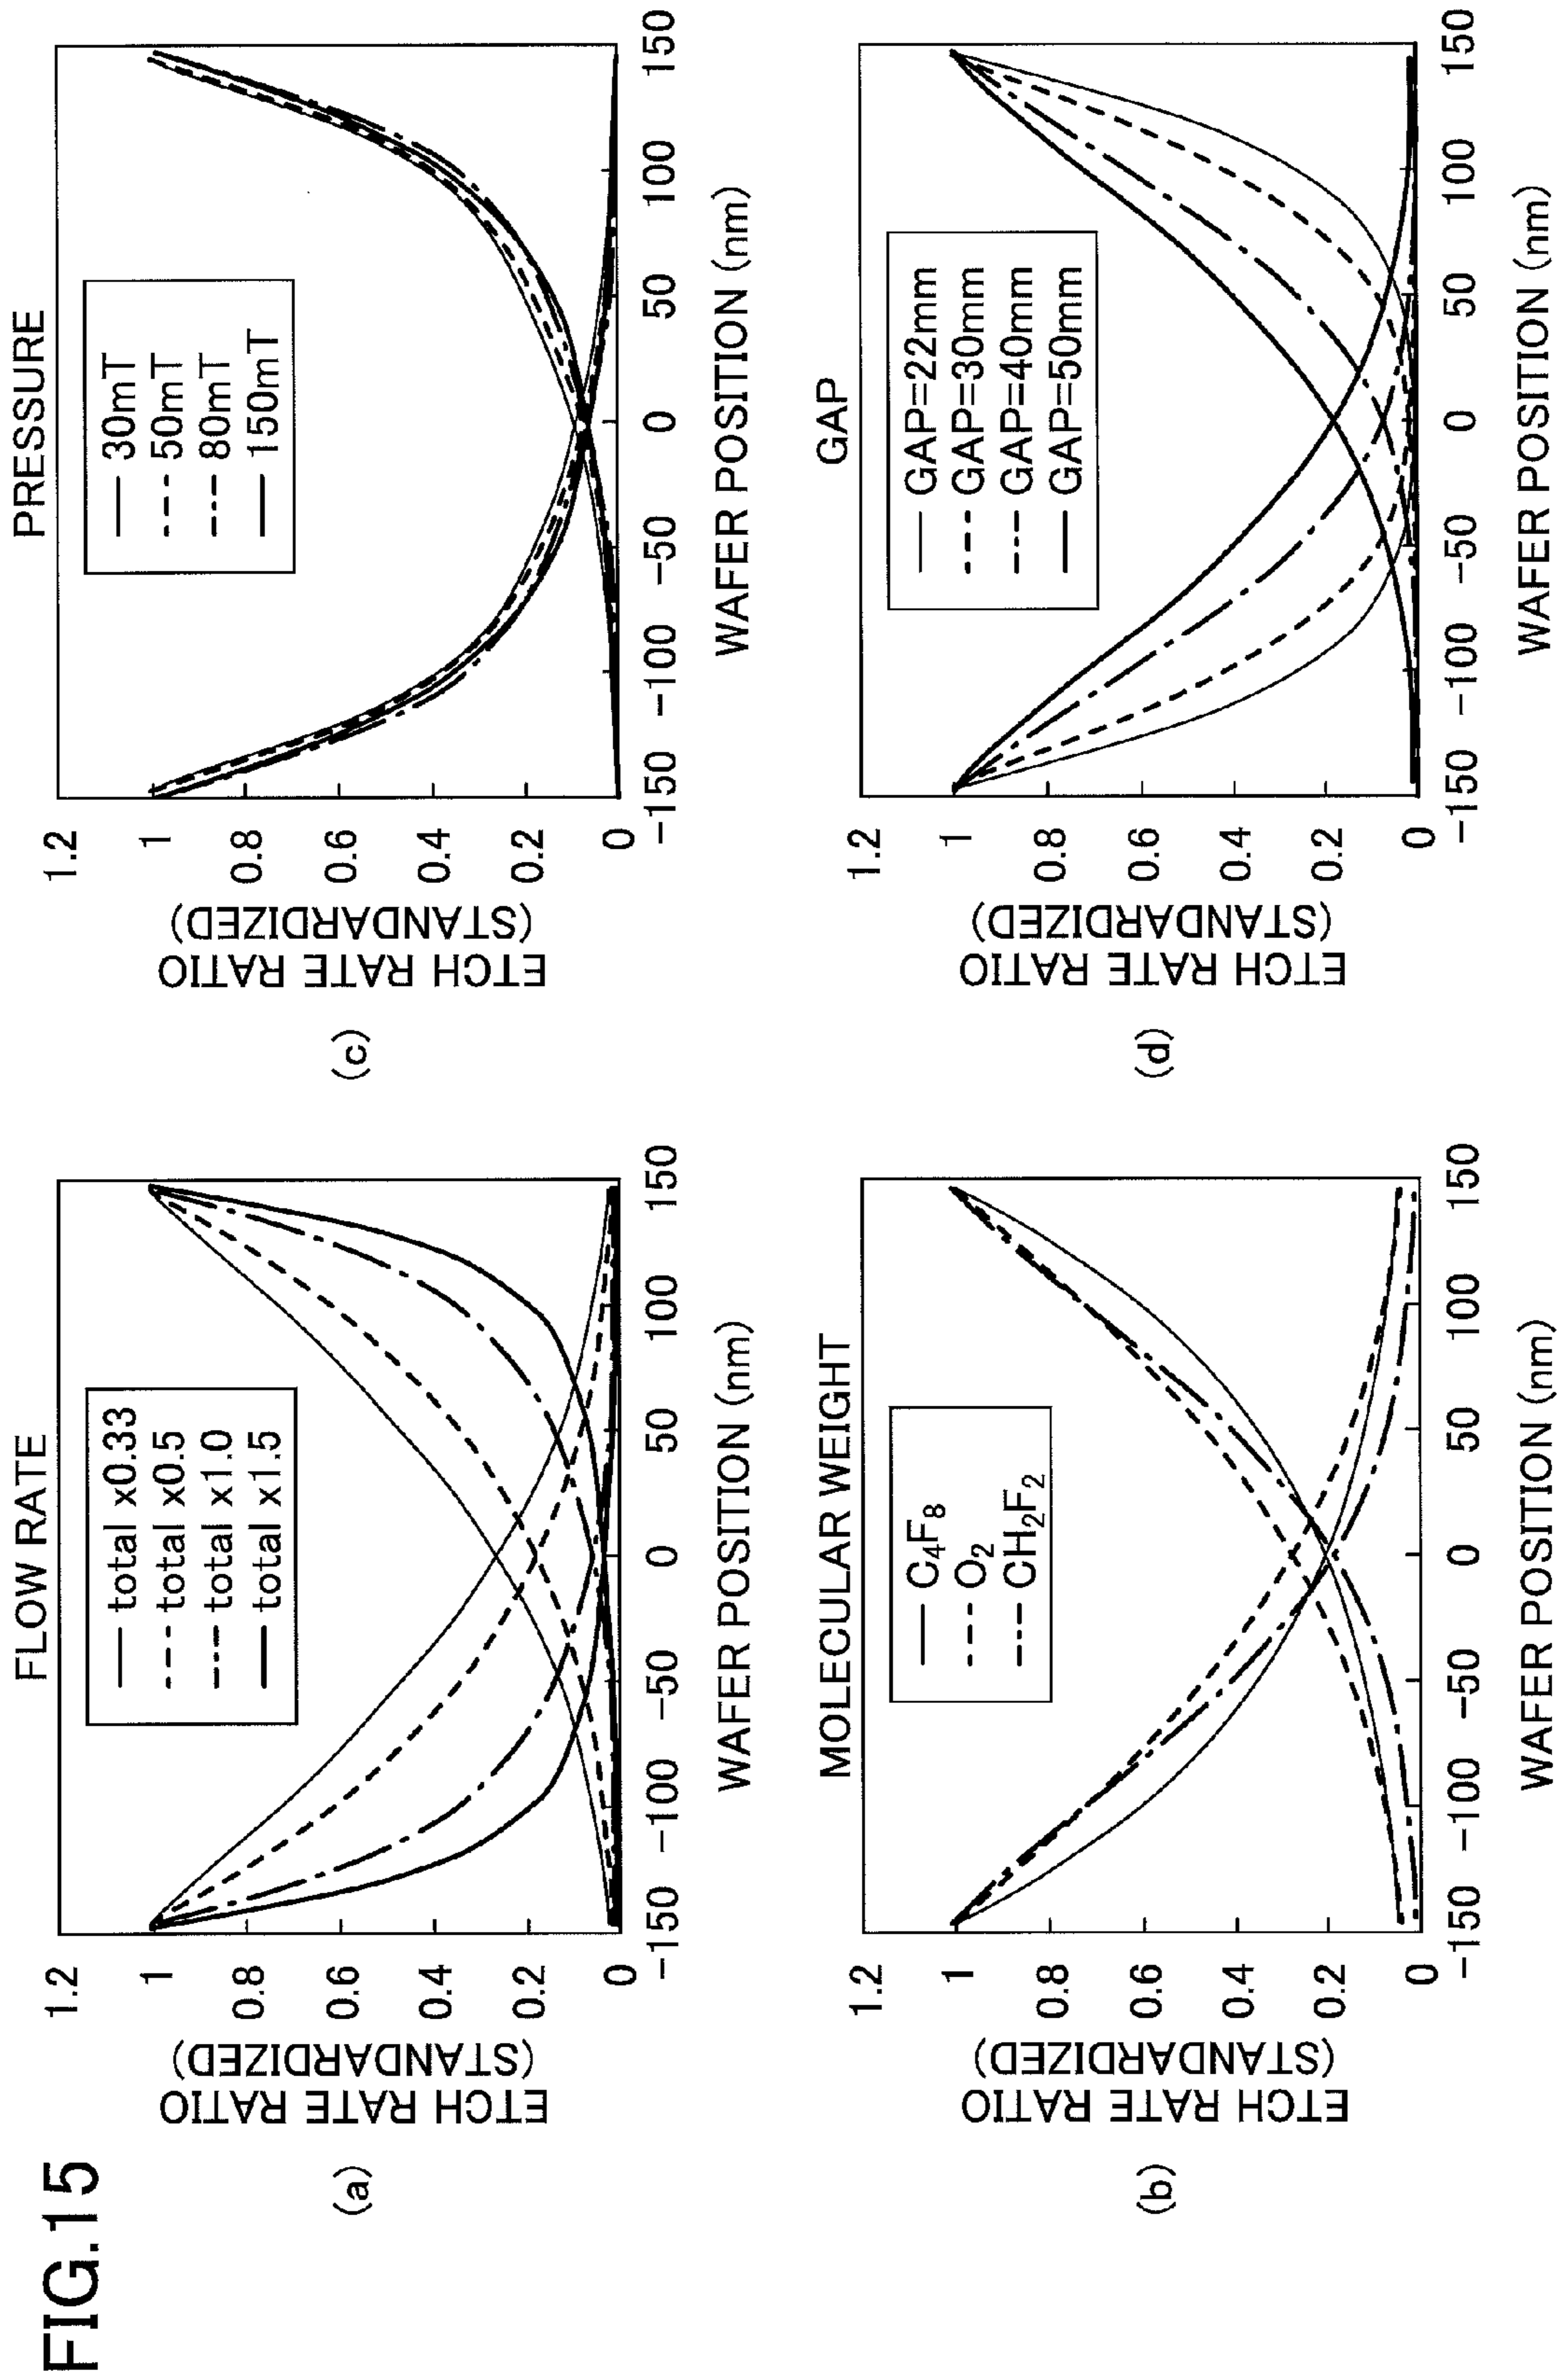 FIG.15
(a)
FLOW RATE
ETCH RATE RATIO
(STANDARDIZED)
1.2
1
0.8
0.6
0.4
0.2
0
total x0.33
total x0.5
total x1.0
total x1.5
−150 −100 −50 0 50 100 150
WAFER POSITION (nm)
(b)
MOLECULAR WEIGHT
ETCH RATE RATIO
(STANDARDIZED)
1.2
1
0.8
0.6
0.4
0.2
0
C4F8
O2
CH2F2
−150 −100 −50 0 50 100 150
WAFER POSITION (nm)
(c)
PRESSURE
ETCH RATE RATIO
(STANDARDIZED)
1.2
1
0.8
0.6
0.4
0.2
0
30mT
50mT
80mT
150mT
−150 −100 −50 0 50 100 150
WAFER POSITION (nm)
(d)
GAP
ETCH RATE RATIO
(STANDARDIZED)
1.2
1
0.8
0.6
0.4
0.2
0
GAP=22mm
GAP=30mm
GAP=40mm
GAP=50mm
−150 −100 −50 0 50 100 150
WAFER POSITION (nm)